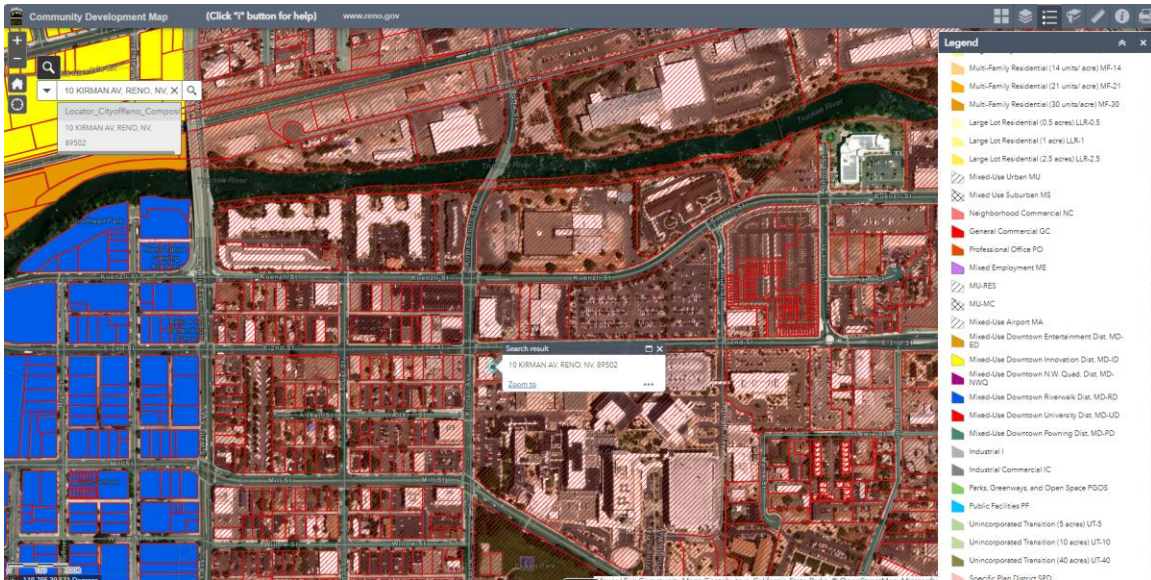 Community Development Map
(Click "i" button for help)
www.reno.gov
10 KIRMAN AV, RENO, NV,
Locator_CityofReno_Composi
10 KIRMAN AV, RENO, NV,
89502
Truckee River
Truckee River
Kuenzli St
Kuenzli St
Kuenzli St
E 2nd St
E 2nd St
Search result
10 KIRMAN AV, RENO, NV, 89502
Zoom to
Mill St
Mill St
Mill St
Legend
Multi-Family Residential (14 units/ acre) MF-14
Multi-Family Residential (21 units/ acre) MF-21
Multi-Family Residential (30 units/acre) MF-30
Large Lot Residential (0.5 acres) LLR-0.5
Large Lot Residential (1 acre) LLR-1
Large Lot Residential (2.5 acres) LLR-2.5
Mixed-Use Urban MU
Mixed Use Suburban MS
Neighborhood Commercial NC
General Commercial GC
Professional Office PO
Mixed Employment ME
MU-RES
MU-MC
Mixed-Use Airport MA
Mixed-Use Downtown Entertainment Dist. MD-
ED
Mixed-Use Downtown Innovation Dist. MD-ID
Mixed-Use Downtown N.W. Quad. Dist. MD-
NWQ
Mixed-Use Downtown Riverwalk Dist. MD-RD
Mixed-Use Downtown University Dist. MD-UD
Mixed-Use Downtown Powning Dist. MD-PD
Industrial I
Industrial Commercial IC
Parks, Greenways, and Open Space PGOS
Public Facilities PF
Unincorporated Transition (5 acres) UT-5
Unincorporated Transition (10 acres) UT-10
Unincorporated Transition (40 acres) UT-40
Specific Plan District SPD